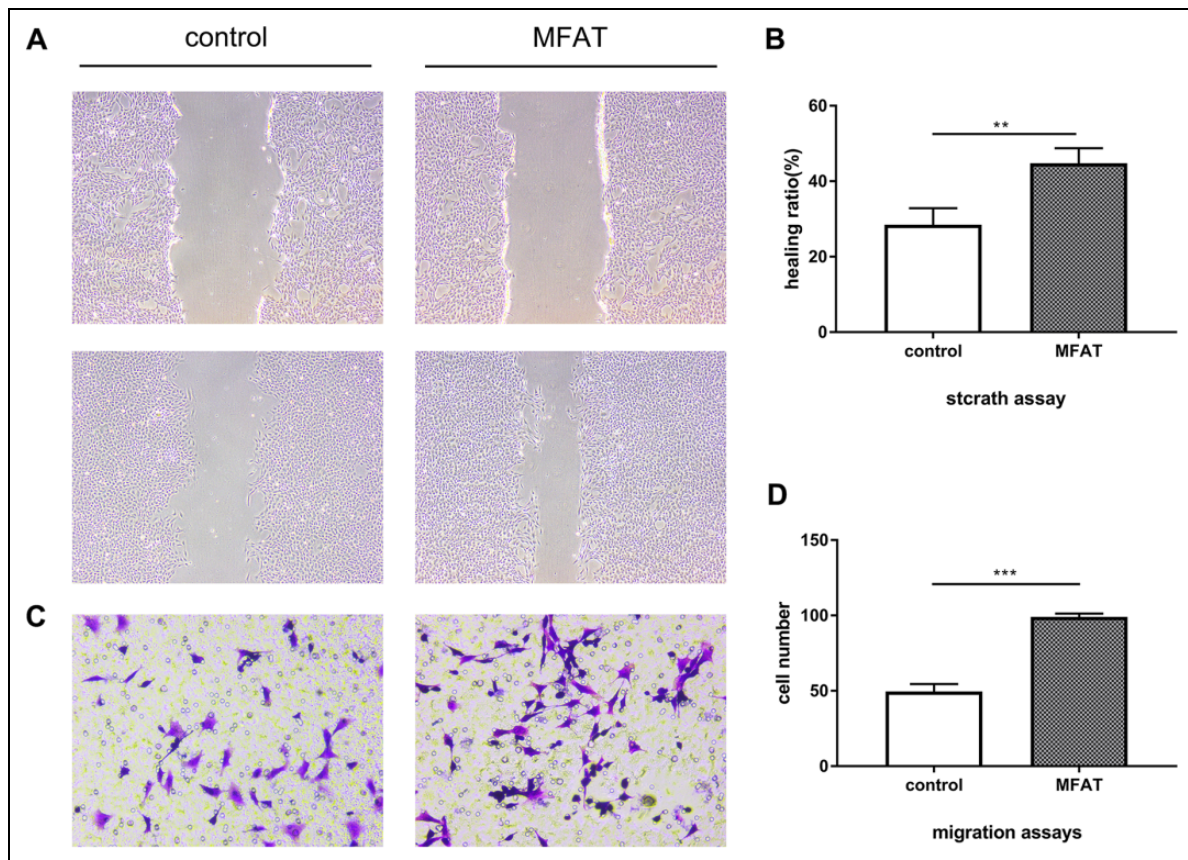 A
control
MFAT
B
60
40
20
0
healing ratio(%)
**
control
MFAT
stcrath assay
C
D
150
100
50
0
cell number
***
control
MFAT
migration assays